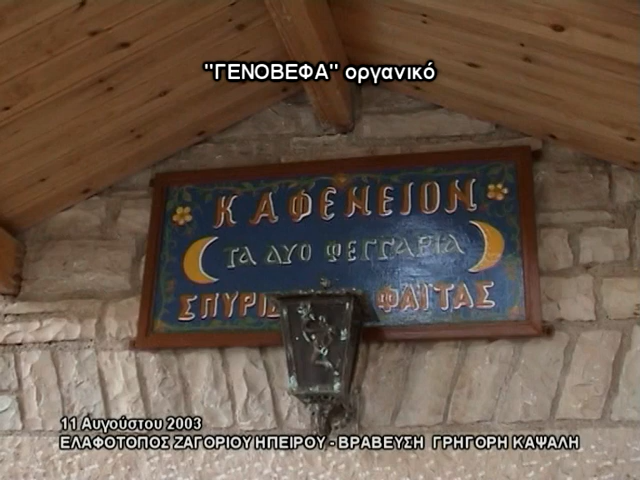 "ΓΕΝΟΒΕΦΑ" οργανικό
ΚΑΦΕΝΕΙΟΝ
ΤΑ ΔΥΟ ΦΕΓΓΑΡΙΑ
ΦΑΪΤΑΣ
11 Αυγούστου 2003
ΕΛΑΦΟΤΟΠΟΣ ΖΑΓΟΡΙΟΥ ΗΠΕΙΡΟΥ - ΒΡΑΒΕΥΣΗ ΓΡΗΓΟΡΗ ΚΑΨΑΛΗ